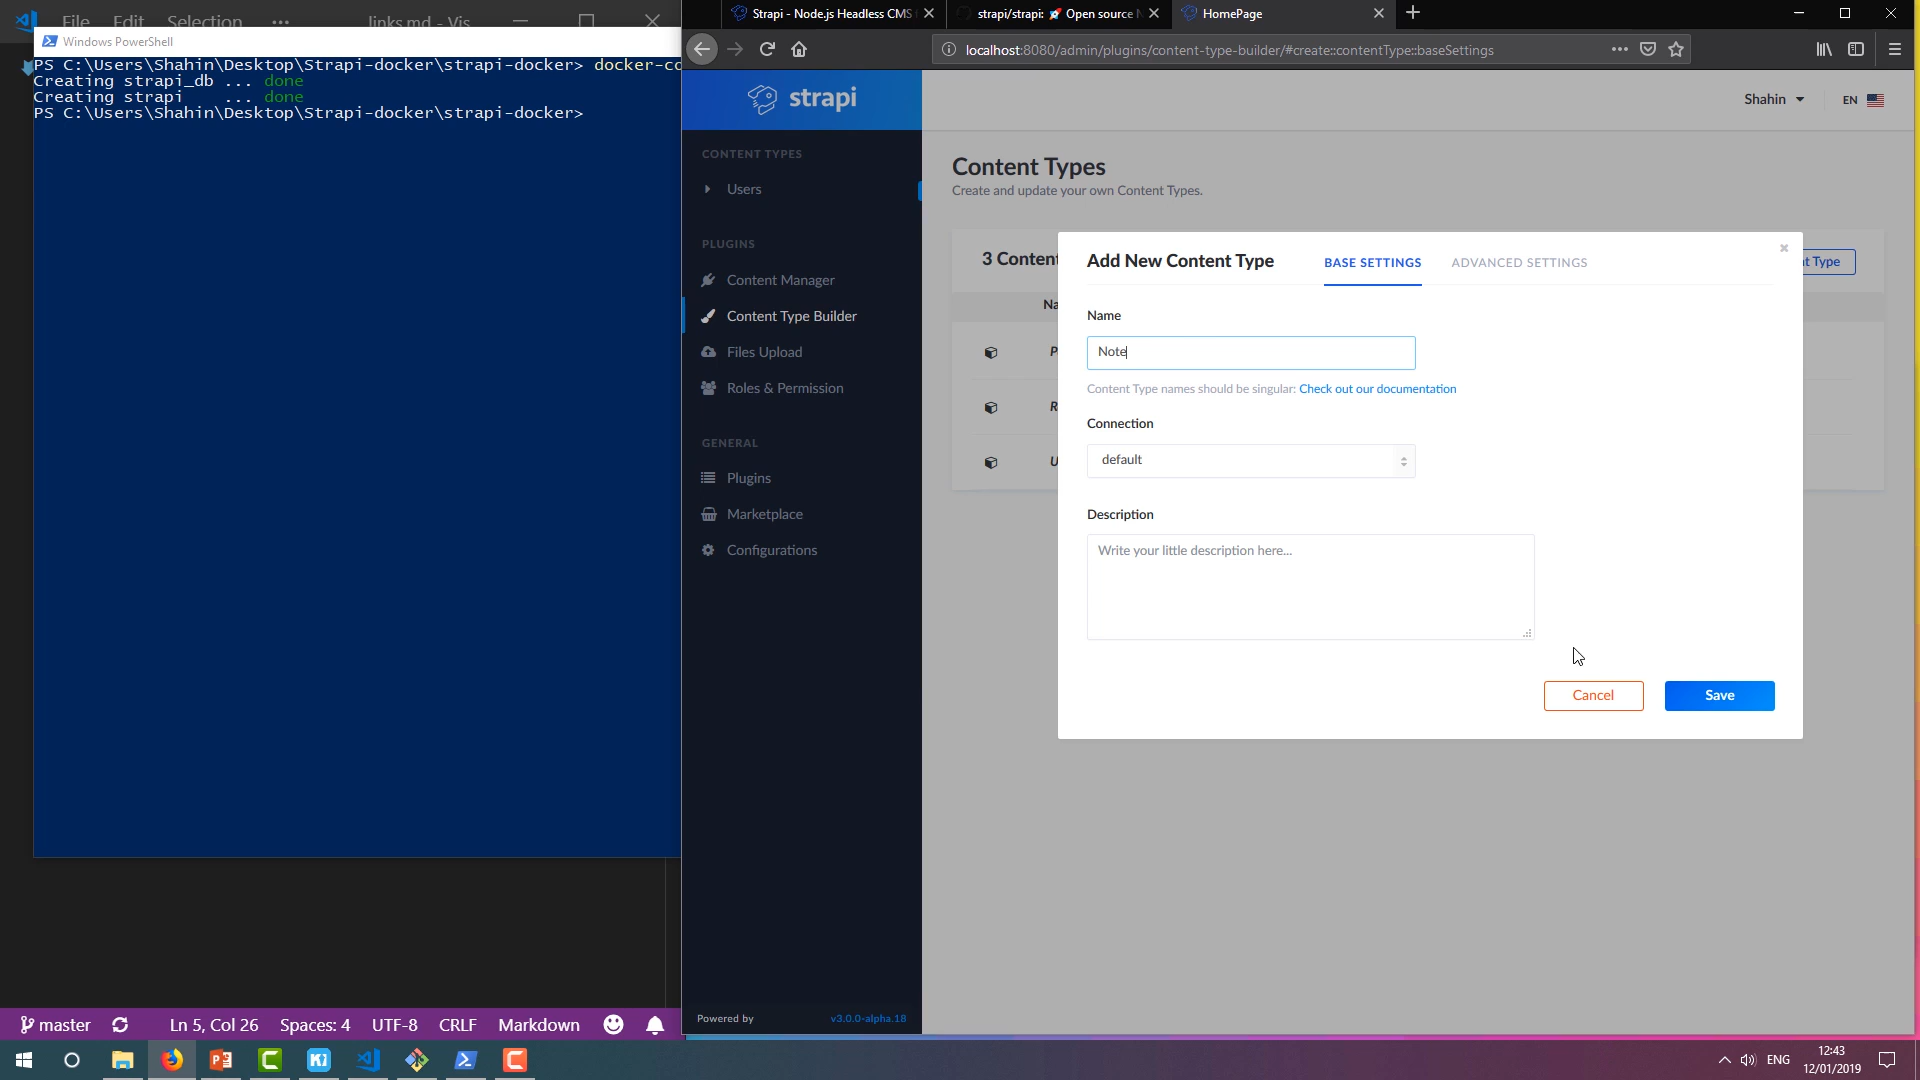 File Edit Selection ... links.md - Vis
Windows PowerShell
PS C:\Users\Shahin\Desktop\Strapi-docker\strapi-docker> docker-co
Creating strapi_db ... done
Creating strapi ... done
PS C:\Users\Shahin\Desktop\Strapi-docker\strapi-docker>
master Ln 5, Col 26 Spaces: 4 UTF-8 CRLF Markdown
Strapi - Node.js Headless CMS
strapi/strapi: 🚀 Open source N
HomePage
localhost:8080/admin/plugins/content-type-builder/#create::contentType::baseSettings
strapi
Shahin
EN
CONTENT TYPES
Users
PLUGINS
Content Manager
Content Type Builder
Files Upload
Roles & Permission
GENERAL
Plugins
Marketplace
Configurations
Powered by v3.0.0-alpha.18
Content Types
Create and update your own Content Types.
3 Content
t Type
Na
P
R
U
Add New Content Type
BASE SETTINGS
ADVANCED SETTINGS
Name
Note
Content Type names should be singular: Check out our documentation
Connection
default
Description
Write your little description here...
Cancel
Save
ENG
12:43
12/01/2019